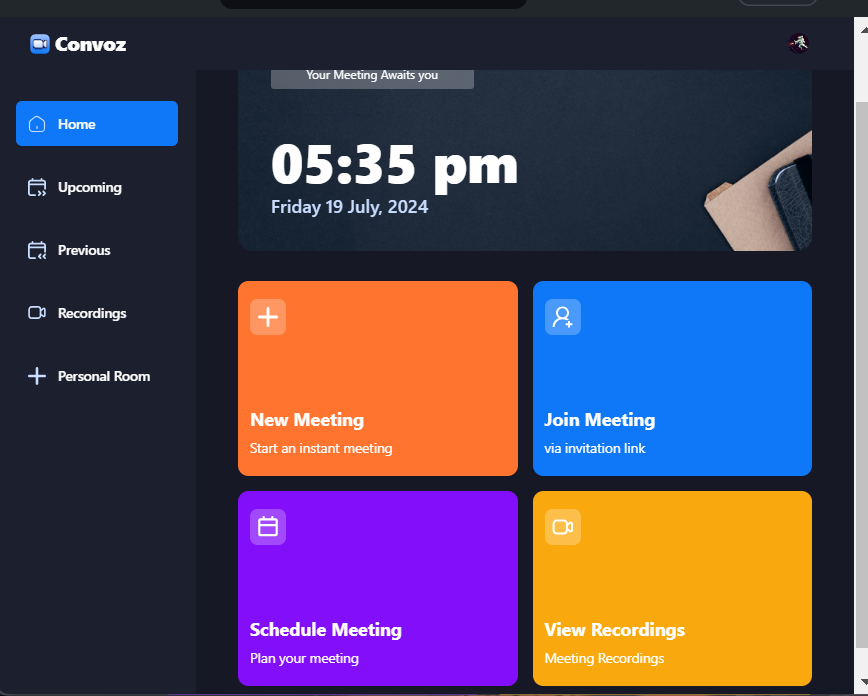 Convoz
Your Meeting Awaits you
Home
Upcoming
Previous
Recordings
Personal Room
05:35 pm
Friday 19 July, 2024
New Meeting
Start an instant meeting
Join Meeting
via invitation link
Schedule Meeting
Plan your meeting
View Recordings
Meeting Recordings